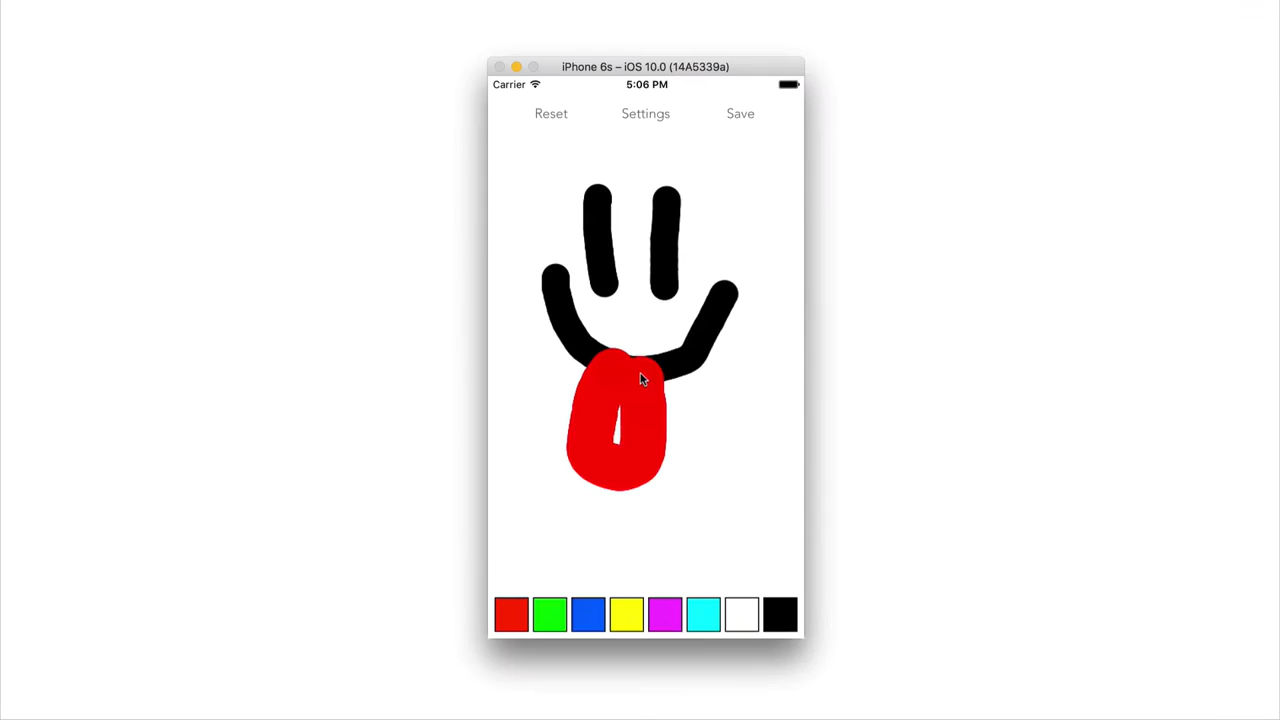 iPhone 6s – iOS 10.0 (14A5339a)
Carrier 5:06 PM
Reset Settings Save